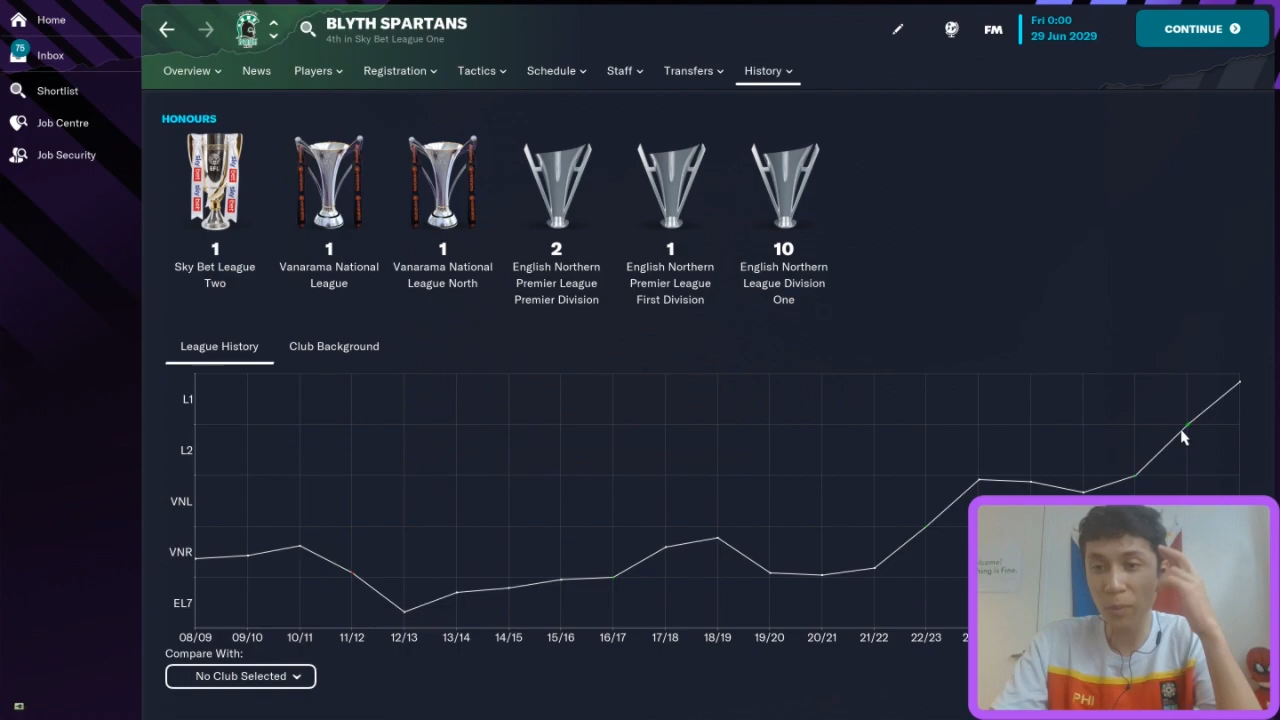 Home
75
Inbox
Shortlist
Job Centre
Job Security
BLYTH SPARTANS
4th in Sky Bet League One
FM
Fri 0:00
29 Jun 2029
CONTINUE
Overview
News
Players
Registration
Tactics
Schedule
Staff
Transfers
History
HONOURS
1
Sky Bet League
Two
1
Vanarama National
League
1
Vanarama National
League North
2
English Northern
Premier League
Premier Division
1
English Northern
Premier League
First Division
10
English Northern
League Division
One
League History
Club Background
L1
L2
VNL
VNR
EL7
08/09 09/10 10/11 11/12 12/13 13/14 14/15 15/16 16/17 17/18 18/19 19/20 20/21 21/22 22/23
Compare With:
No Club Selected
PHI